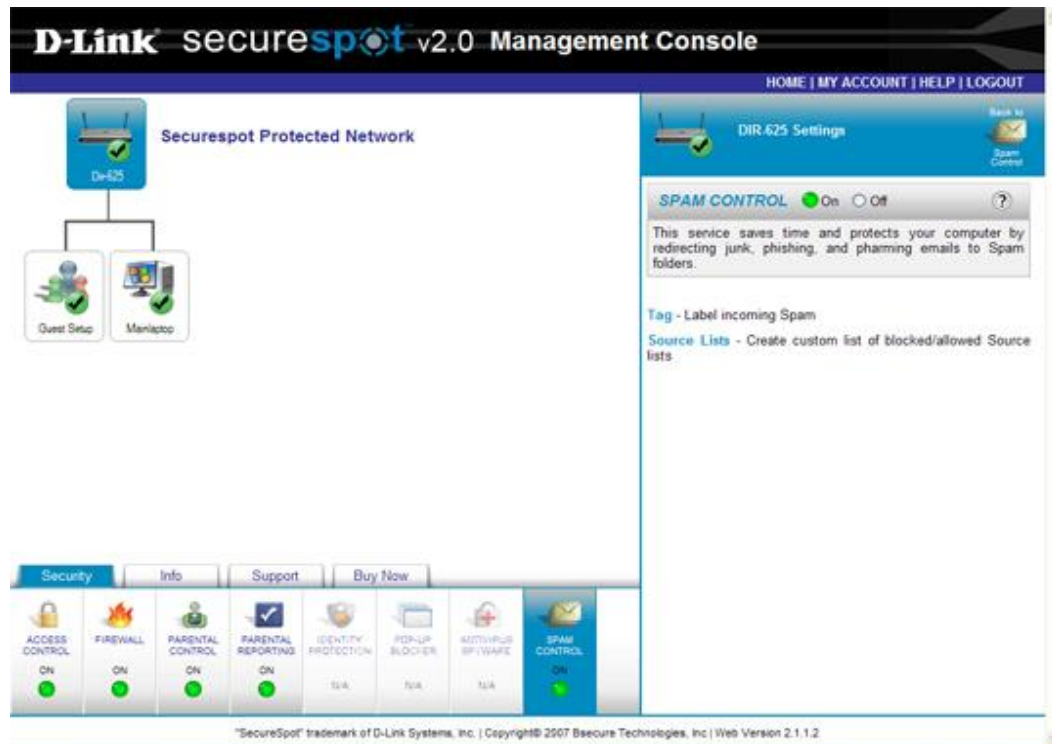 D-Link securespot v2.0 Management Console
HOME | MY ACCOUNT | HELP | LOGOUT
Securespot Protected Network
Dir-625
Guest Setup
Mainlaptop
DIR-625 Settings
Back to
Spam
Control
SPAM CONTROL On Off ?
This service saves time and protects your computer by
redirecting junk, phishing, and pharming emails to Spam
folders.
Tag - Label incoming Spam
Source Lists - Create custom list of blocked/allowed Source
lists
Security Info Support Buy Now
ACCESS
CONTROL
ON
FIREWALL
ON
PARENTAL
CONTROL
ON
PARENTAL
REPORTING
ON
IDENTITY
PROTECTION
N/A
POP-UP
BLOCKER
N/A
ANTIVIRUS
SPYWARE
N/A
SPAM
CONTROL
ON
"SecureSpot" trademark of D-Link Systems, Inc. | Copyright© 2007 Bsecure Technologies, Inc | Web Version 2.1.1.2